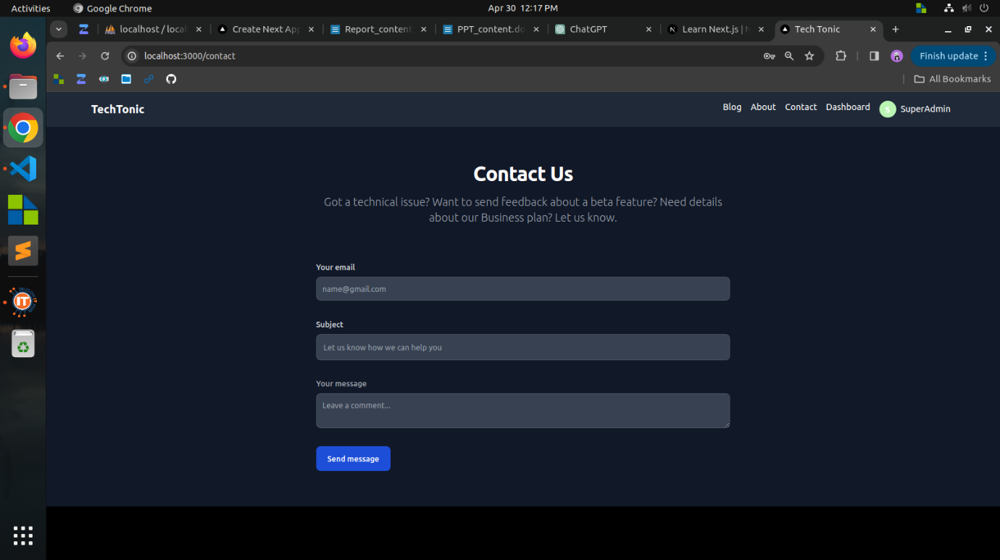 Activities
Google Chrome
Apr 30 12:17 PM
localhost / local
Create Next App
Report_content
PPT_content.do
ChatGPT
Learn Next.js | N
Tech Tonic
localhost:3000/contact
Finish update
All Bookmarks
TechTonic
Blog
About
Contact
Dashboard
S
SuperAdmin
Contact Us
Got a technical issue? Want to send feedback about a beta feature? Need details
about our Business plan? Let us know.
Your email
name@gmail.com
Subject
Let us know how we can help you
Your message
Leave a comment...
Send message
IT